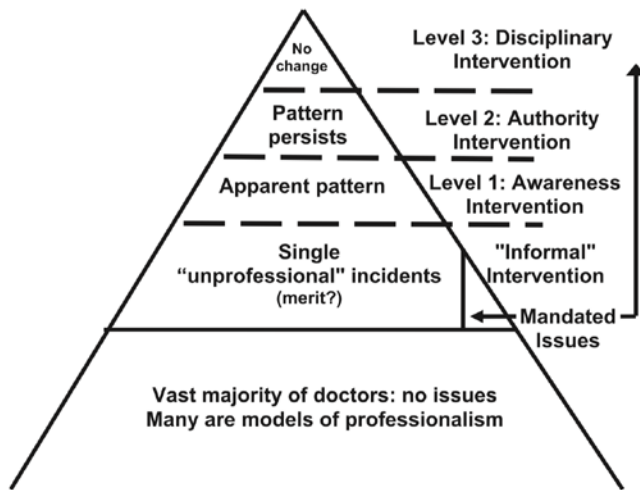 No
change
Level 3: Disciplinary
Intervention
Pattern
persists
Level 2: Authority
Intervention
Apparent pattern
Level 1: Awareness
Intervention
Single
“unprofessional" incidents
(merit?)
"Informal"
Intervention
Mandated
Issues
Vast majority of doctors: no issues
Many are models of professionalism